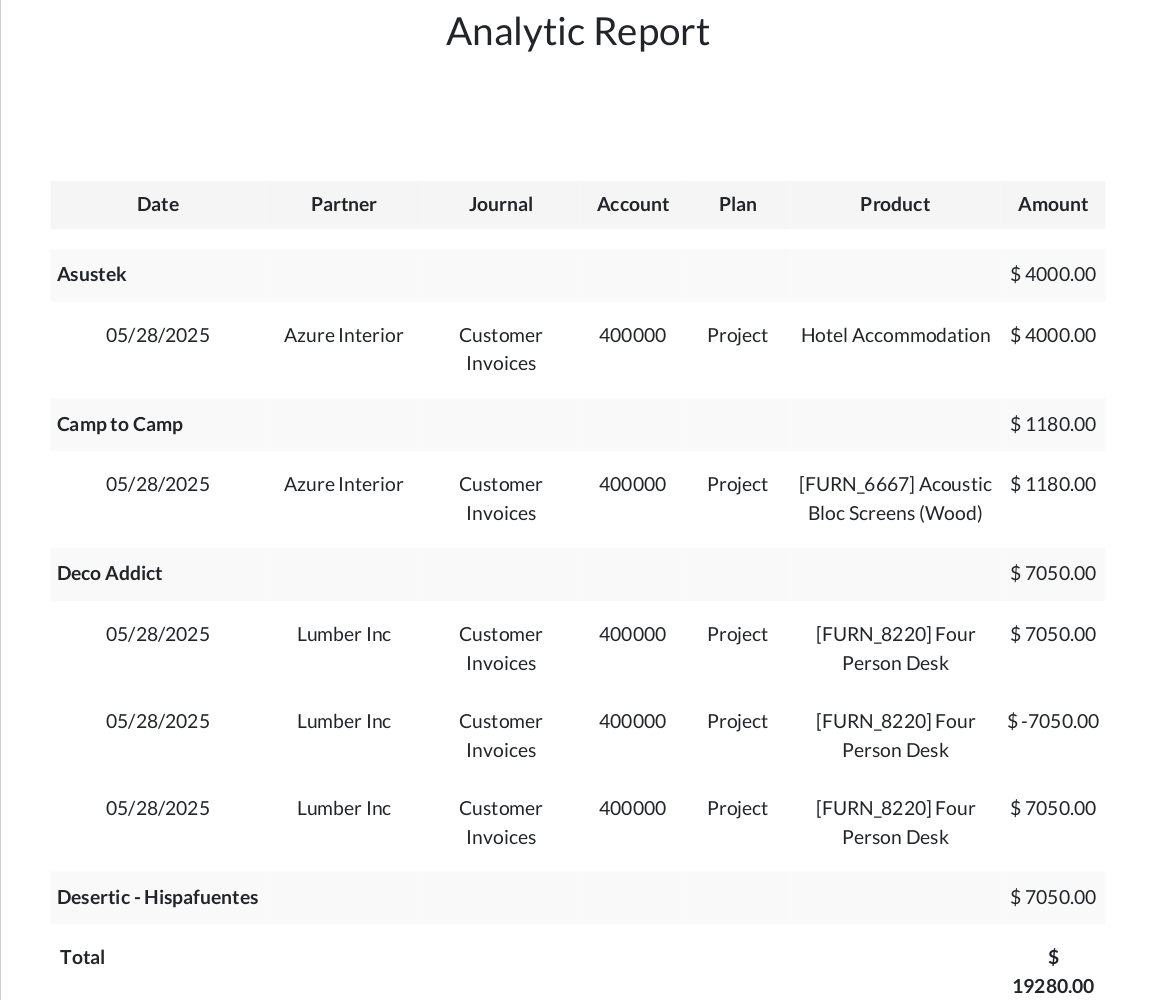 Analytic Report
Date Partner Journal Account Plan Product Amount
Asustek $ 4000.00
05/28/2025 Azure Interior Customer 400000 Project Hotel Accommodation $ 4000.00
Invoices
Camp to Camp $ 1180.00
05/28/2025 Azure Interior Customer 400000 Project [FURN_6667] Acoustic $ 1180.00
Invoices Bloc Screens (Wood)
Deco Addict $ 7050.00
05/28/2025 Lumber Inc Customer 400000 Project [FURN_8220] Four $ 7050.00
Invoices Person Desk
05/28/2025 Lumber Inc Customer 400000 Project [FURN_8220] Four $ -7050.00
Invoices Person Desk
05/28/2025 Lumber Inc Customer 400000 Project [FURN_8220] Four $ 7050.00
Invoices Person Desk
Desertic - Hispafuentes $ 7050.00
Total $
19280.00